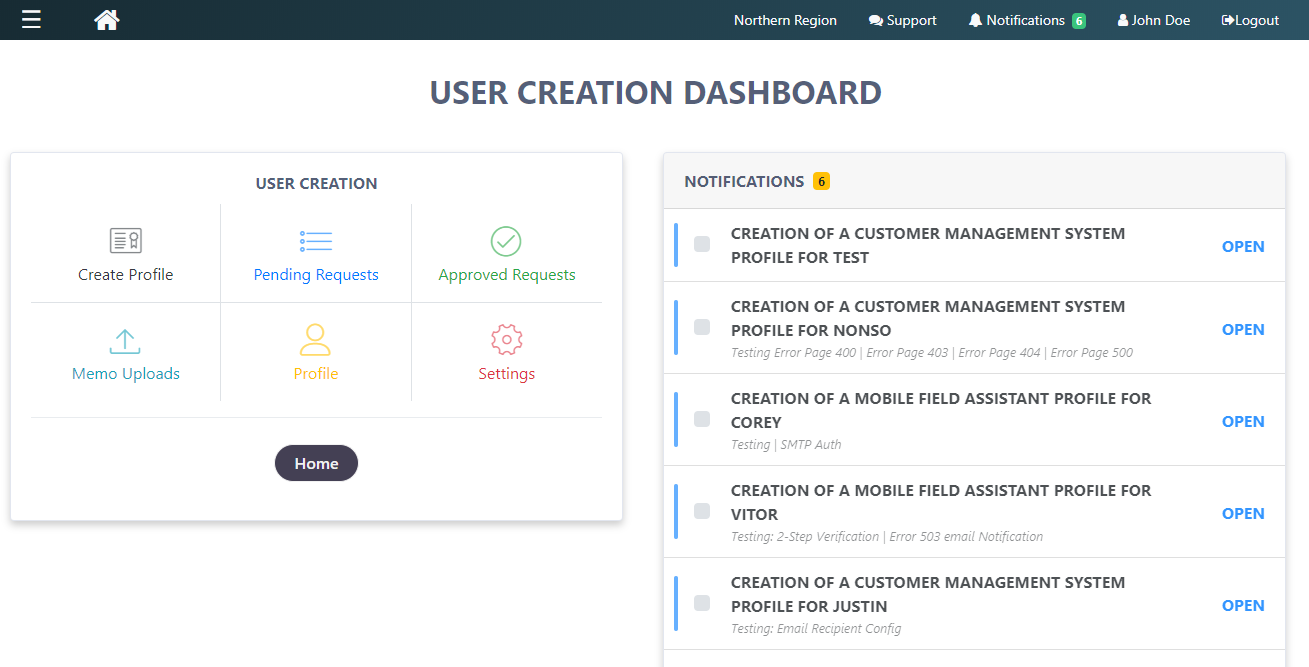 Northern Region Support Notifications 6 John Doe Logout
USER CREATION DASHBOARD
USER CREATION
Create Profile Pending Requests Approved Requests
Memo Uploads Profile Settings
Home
NOTIFICATIONS 6
CREATION OF A CUSTOMER MANAGEMENT SYSTEM
PROFILE FOR TEST
OPEN
CREATION OF A CUSTOMER MANAGEMENT SYSTEM
PROFILE FOR NONSO
Testing Error Page 400 | Error Page 403 | Error Page 404 | Error Page 500
OPEN
CREATION OF A MOBILE FIELD ASSISTANT PROFILE FOR
COREY
Testing | SMTP Auth
OPEN
CREATION OF A MOBILE FIELD ASSISTANT PROFILE FOR
VITOR
Testing: 2-Step Verification | Error 503 email Notification
OPEN
CREATION OF A CUSTOMER MANAGEMENT SYSTEM
PROFILE FOR JUSTIN
Testing: Email Recipient Config
OPEN